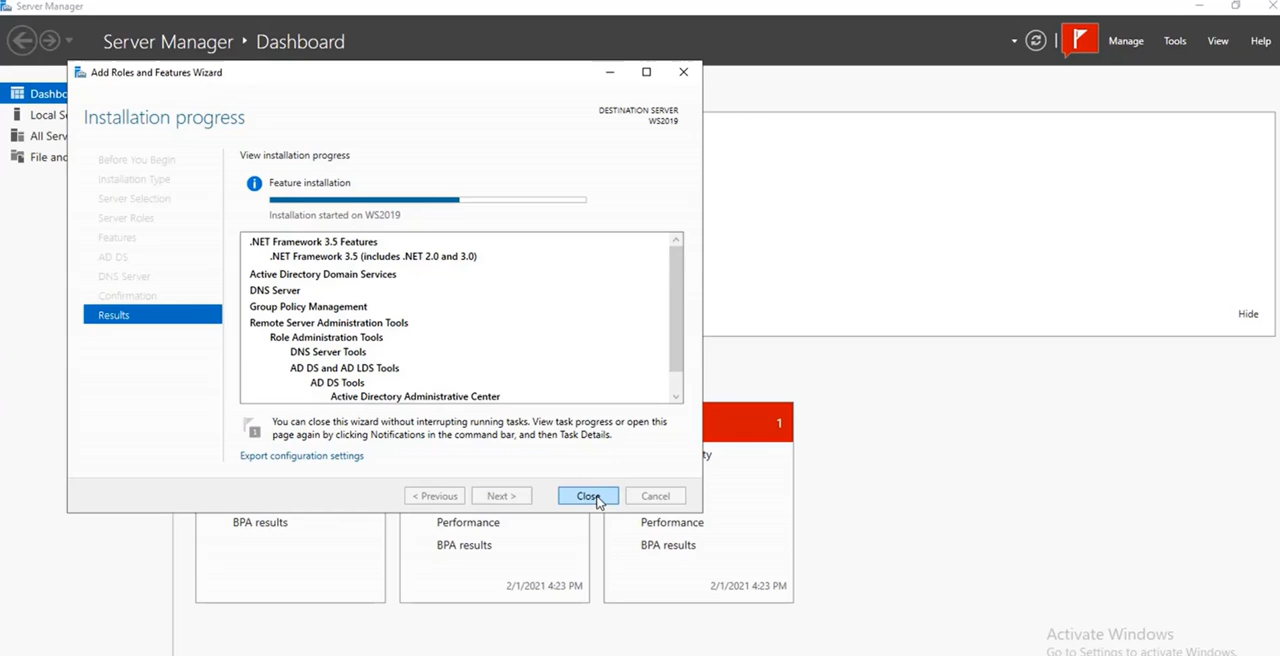 Server Manager
Server Manager ‣ Dashboard
Manage Tools View Help
Add Roles and Features Wizard
Dashbo
Local Se
All Serv
File and
Installation progress
DESTINATION SERVER
WS2019
Before You Begin
Installation Type
Server Selection
Server Roles
Features
AD DS
DNS Server
Confirmation
Results
View installation progress
Feature installation
Installation started on WS2019
.NET Framework 3.5 Features
.NET Framework 3.5 (includes .NET 2.0 and 3.0)
Active Directory Domain Services
DNS Server
Group Policy Management
Remote Server Administration Tools
Role Administration Tools
DNS Server Tools
AD DS and AD LDS Tools
AD DS Tools
Active Directory Administrative Center
1
You can close this wizard without interrupting running tasks. View task progress or open this
page again by clicking Notifications in the command bar, and then Task Details.
Export configuration settings
< Previous Next > Close Cancel
Hide
1
ty
BPA results
Performance
BPA results
2/1/2021 4:23 PM
Performance
BPA results
2/1/2021 4:23 PM
Activate Windows
Go to Settings to activate Windows.